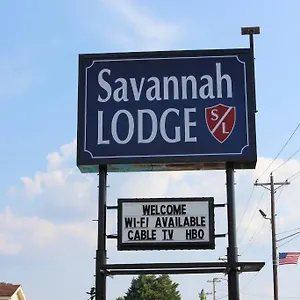 Savannah
LODGE
S
L
WELCOME
WI-FI AVAILABLE
CABLE TV HBO